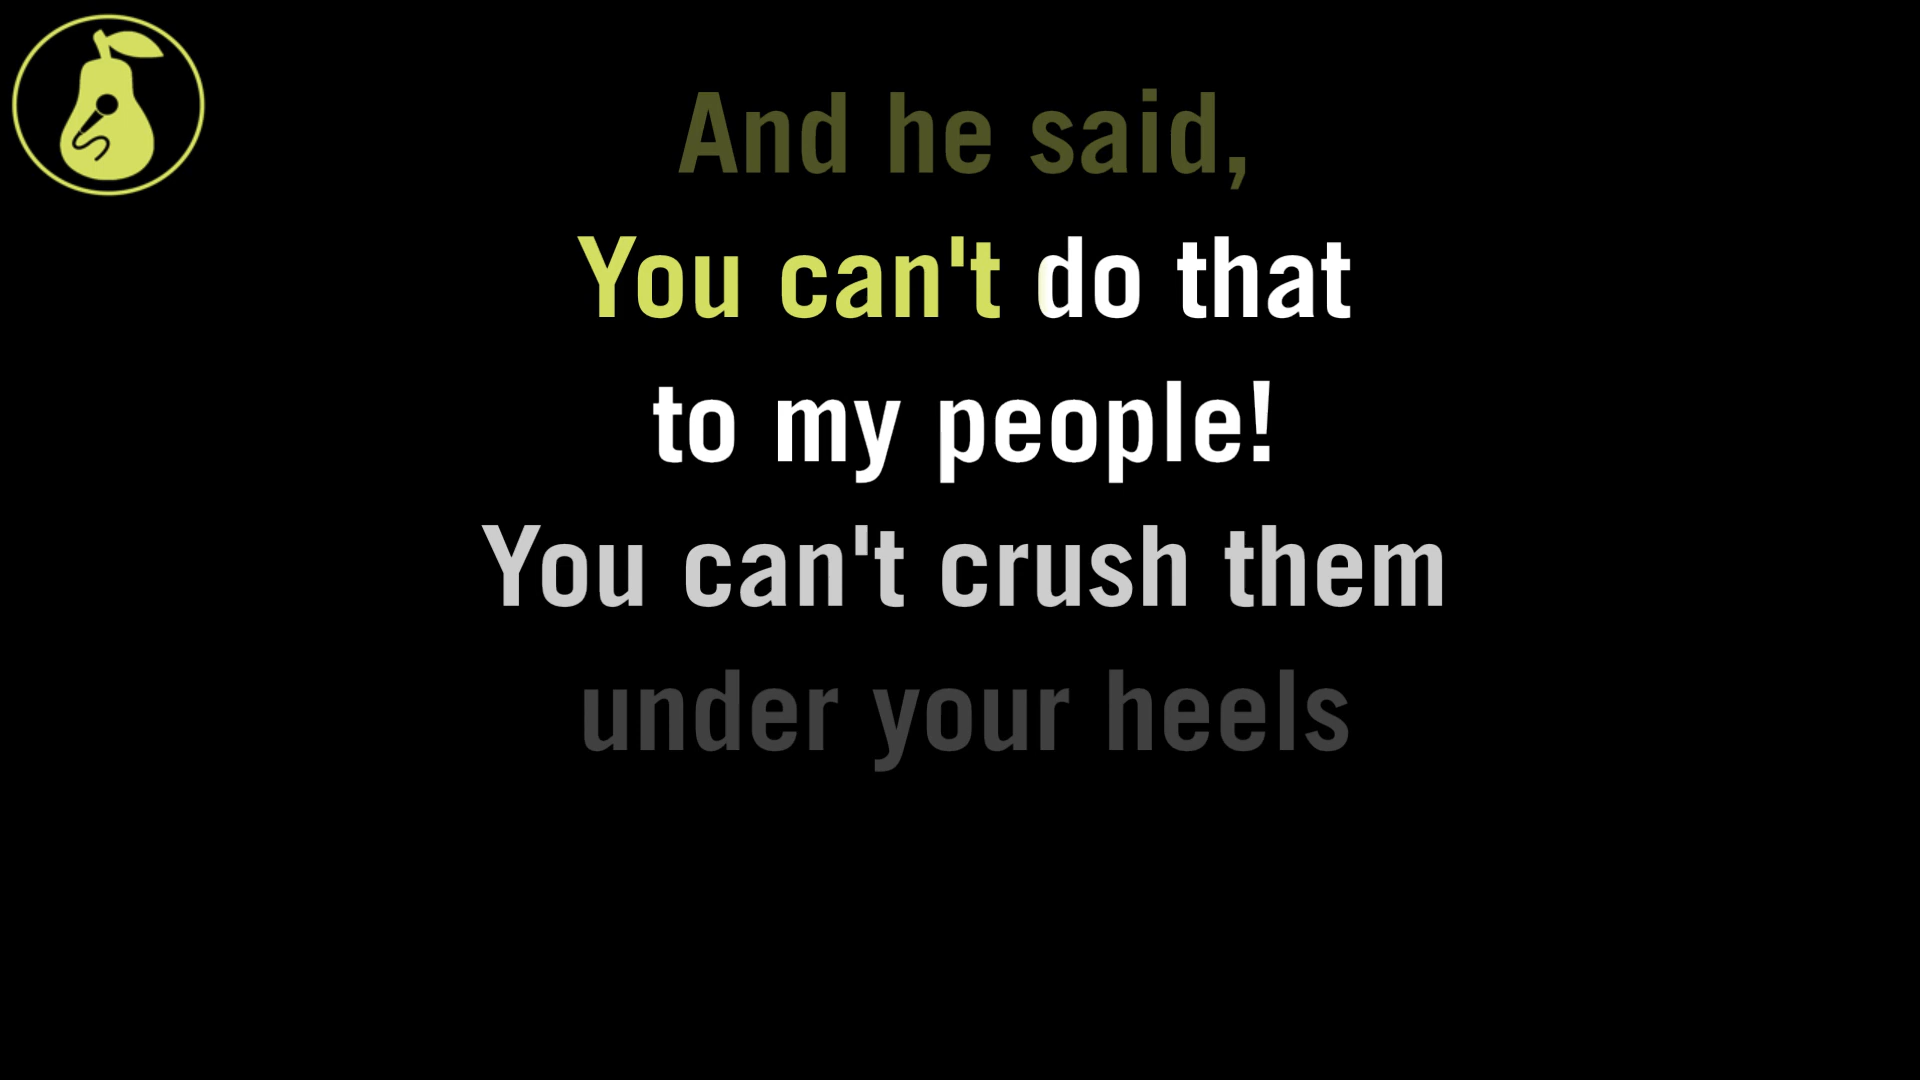 And he said,
You can't do that
to my people!
You can't crush them
under your heels